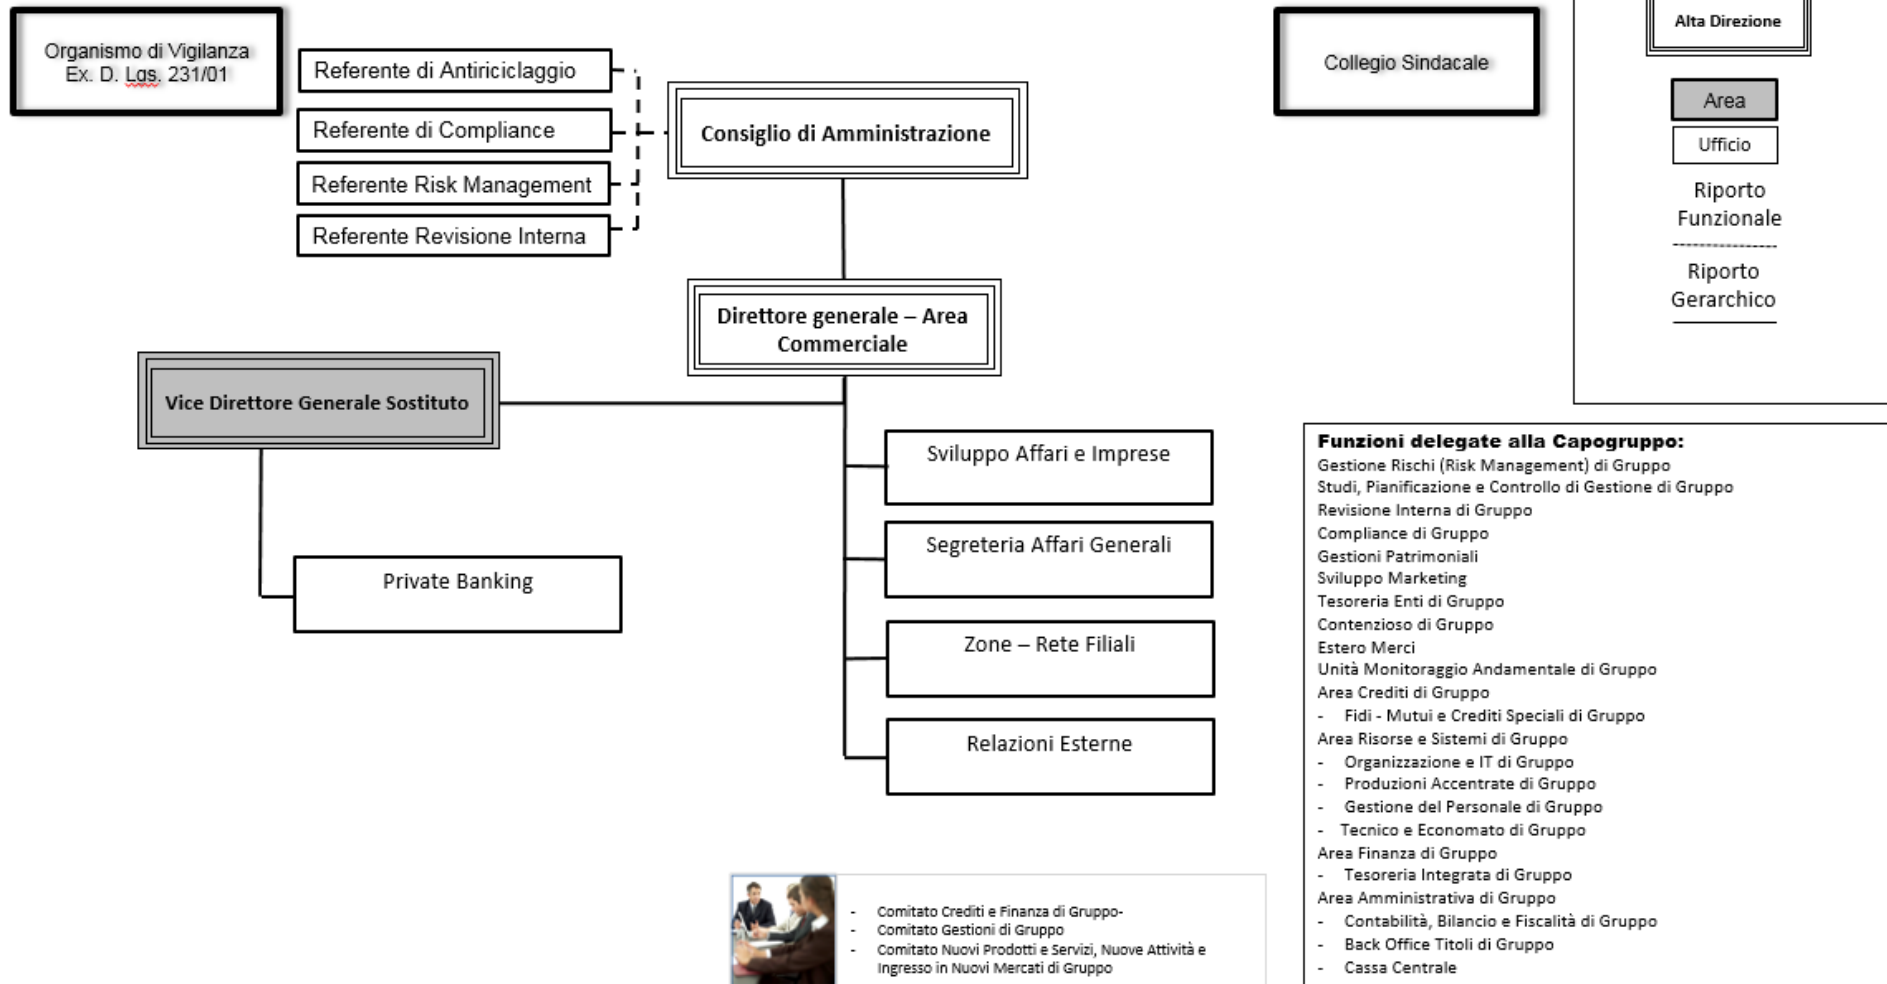 Organismo di Vigilanza
Ex. D. Lgs. 231/01
Referente di Antiriciclaggio
Referente di Compliance
Referente Risk Management
Referente Revisione Interna
Consiglio di Amministrazione
Collegio Sindacale
Alta Direzione
Area
Ufficio
Riporto
Funzionale
Riporto
Gerarchico
Direttore generale – Area
Commerciale
Vice Direttore Generale Sostituto
Private Banking
Sviluppo Affari e Imprese
Segreteria Affari Generali
Zone – Rete Filiali
Relazioni Esterne
Funzioni delegate alla Capogruppo:
Gestione Rischi (Risk Management) di Gruppo
Studi, Pianificazione e Controllo di Gestione di Gruppo
Revisione Interna di Gruppo
Compliance di Gruppo
Gestioni Patrimoniali
Sviluppo Marketing
Tesoreria Enti di Gruppo
Contenzioso di Gruppo
Estero Merci
Unità Monitoraggio Andamentale di Gruppo
Area Crediti di Gruppo
- Fidi - Mutui e Crediti Speciali di Gruppo
Area Risorse e Sistemi di Gruppo
- Organizzazione e IT di Gruppo
- Produzioni Accentrate di Gruppo
- Gestione del Personale di Gruppo
- Tecnico e Economato di Gruppo
Area Finanza di Gruppo
- Tesoreria Integrata di Gruppo
Area Amministrativa di Gruppo
- Contabilità, Bilancio e Fiscalità di Gruppo
- Back Office Titoli di Gruppo
- Cassa Centrale
- Comitato Crediti e Finanza di Gruppo-
- Comitato Gestioni di Gruppo
- Comitato Nuovi Prodotti e Servizi, Nuove Attività e
Ingresso in Nuovi Mercati di Gruppo